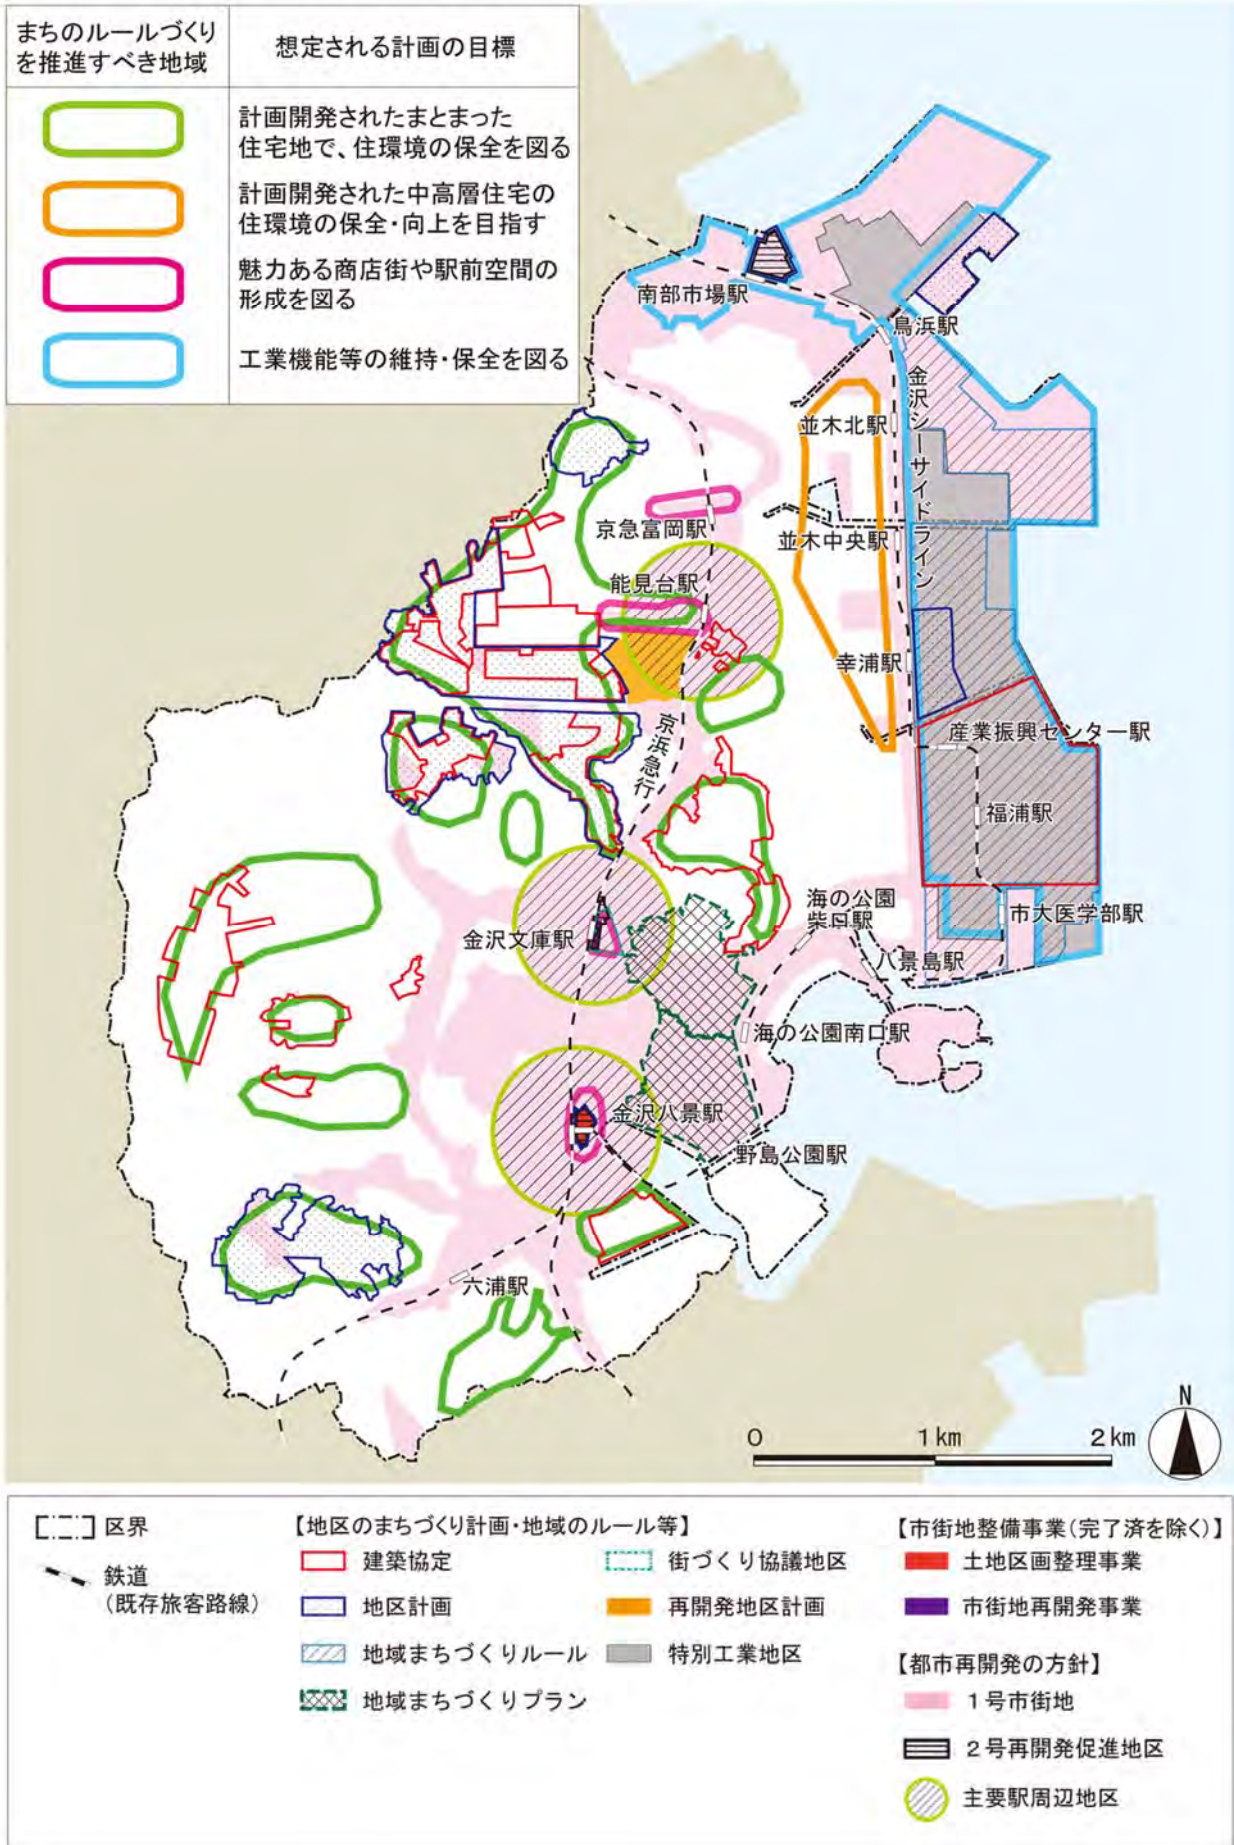 まちのルールづくり
を推進すべき地域
想定される計画の目標
計画開発されたまとまった
住宅地で、住環境の保全を図る
計画開発された中高層住宅の
住環境の保全・向上を目指す
魅力ある商店街や駅前空間の
形成を図る
工業機能等の維持・保全を図る
南部市場駅
鳥浜駅
金沢シーサイドライン
並木北駅
京急富岡駅
並木中央駅
能見台駅
幸浦駅
京浜急行
産業振興センター駅
福浦駅
海の公園
柴口駅
市大医学部駅
金沢文庫駅
八景島駅
海の公園南口駅
金沢八景駅
野島公園駅
六浦駅
N
0 1km 2km
区界
鉄道
(既存旅客路線)
【地区のまちづくり計画・地域のルール等】
建築協定
地区計画
地域まちづくりルール
地域まちづくりプラン
街づくり協議地区
再開発地区計画
特別工業地区
【市街地整備事業(完了済を除く)】
土地区画整理事業
市街地再開発事業
【都市再開発の方針】
1号市街地
2号再開発促進地区
主要駅周辺地区